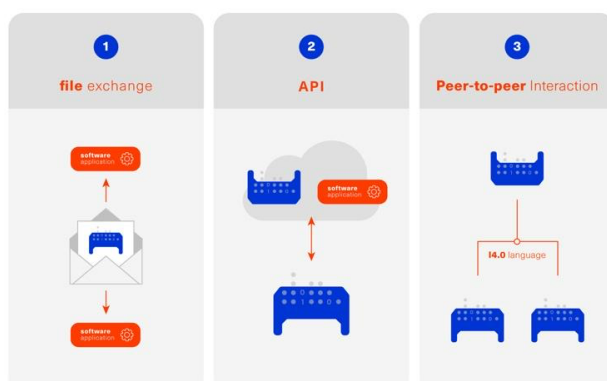 1
file exchange
software
application
software
application
2
API
software
application
3
Peer-to-peer Interaction
I4.0 language